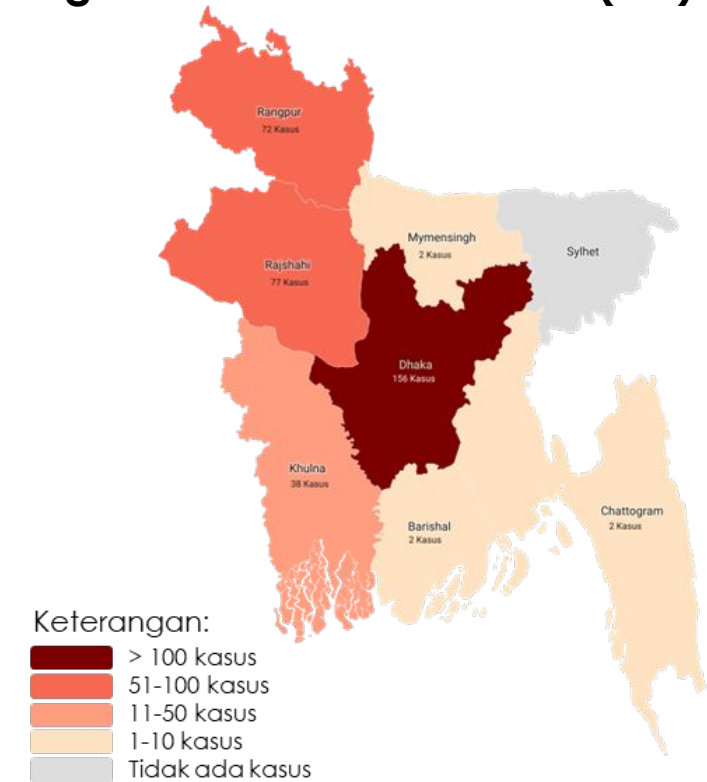 Rangpur
72 Kasus
Mymensingh
2 Kasus
Sylhet
Rajshahi
77 Kasus
Dhaka
156 Kasus
Khulna
38 Kasus
Barishal
2 Kasus
Chattogram
2 Kasus
Keterangan:
> 100 kasus
51-100 kasus
11-50 kasus
1-10 kasus
Tidak ada kasus